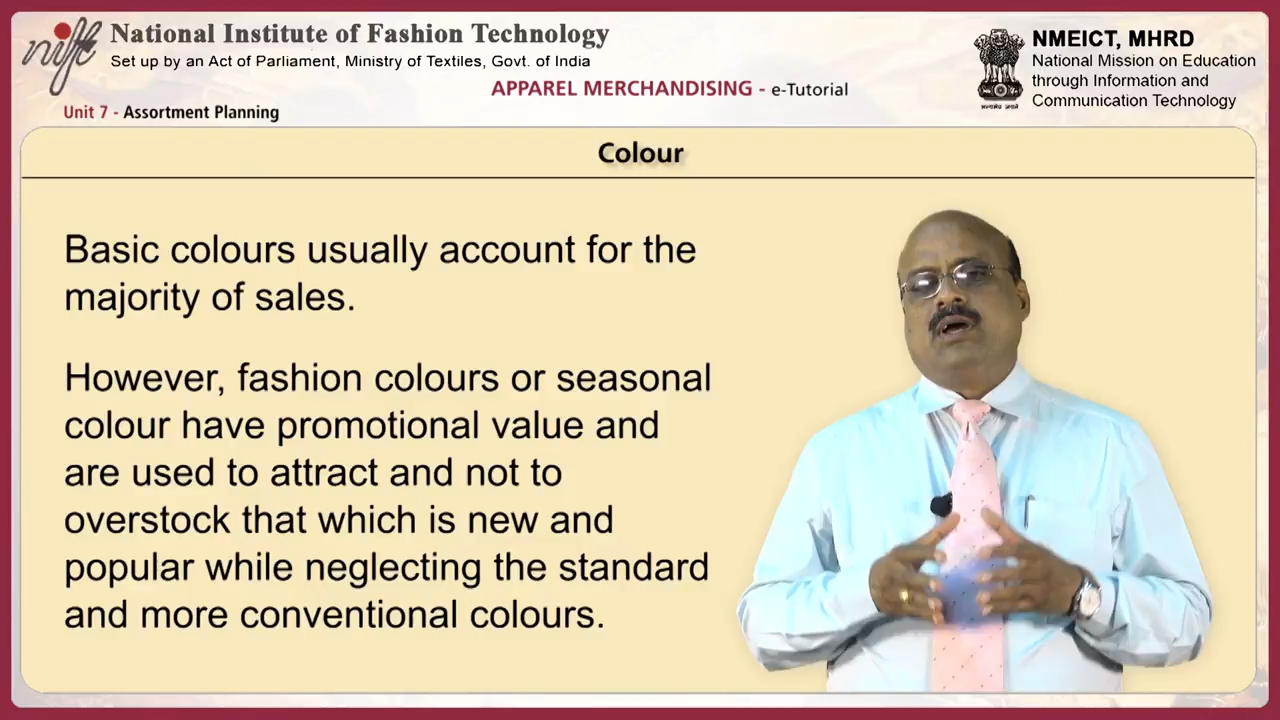 nift
National Institute of Fashion Technology
Set up by an Act of Parliament, Ministry of Textiles, Govt. of India
APPAREL MERCHANDISING - e-Tutorial
Unit 7 - Assortment Planning
सत्यमेव जयते
NMEICT, MHRD
National Mission on Education
through Information and
Communication Technology
Colour
Basic colours usually account for the
majority of sales.
However, fashion colours or seasonal
colour have promotional value and
are used to attract and not to
overstock that which is new and
popular while neglecting the standard
and more conventional colours.